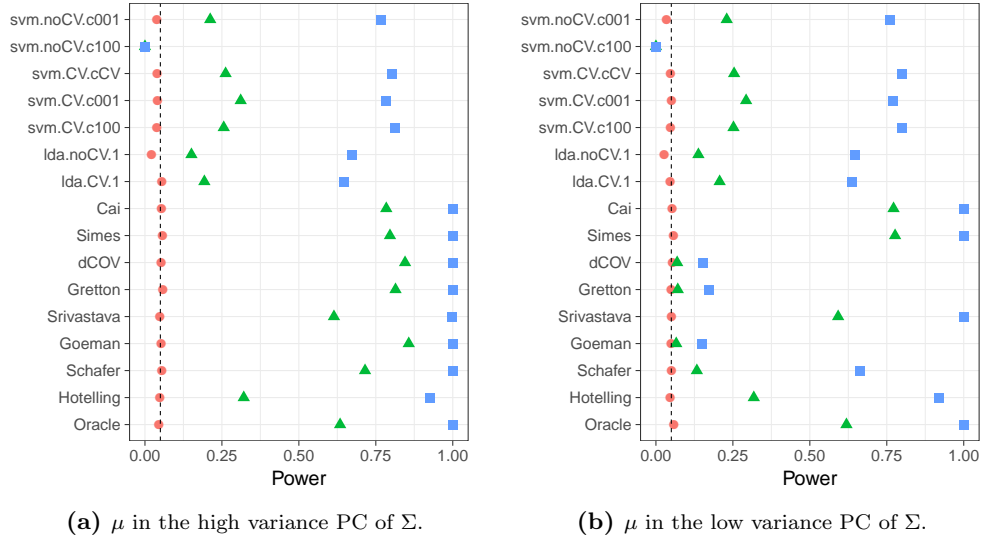 svm.noCV.c001
svm.noCV.c100
svm.CV.cCV
svm.CV.c001
svm.CV.c100
lda.noCV.1
lda.CV.1
Cai
Simes
dCOV
Gretton
Srivastava
Goeman
Schafer
Hotelling
Oracle
0.00 0.25 0.50 0.75 1.00
Power
(a) μ in the high variance PC of Σ.
svm.noCV.c001
svm.noCV.c100
svm.CV.cCV
svm.CV.c001
svm.CV.c100
lda.noCV.1
lda.CV.1
Cai
Simes
dCOV
Gretton
Srivastava
Goeman
Schafer
Hotelling
Oracle
0.00 0.25 0.50 0.75 1.00
Power
(b) μ in the low variance PC of Σ.